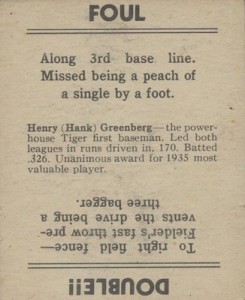 FOUL
Along 3rd base line.
Missed being a peach of
a single by a foot.
Henry (Hank) Greenberg—the power-
house Tiger first baseman. Led both
leagues in runs driven in, 170. Batted
.326. Unanimous award for 1935 most
valuable player.
DOUBLE!!
To right field fence—
Fielder's fast throw pre-
vents the drive being a
three bagger.